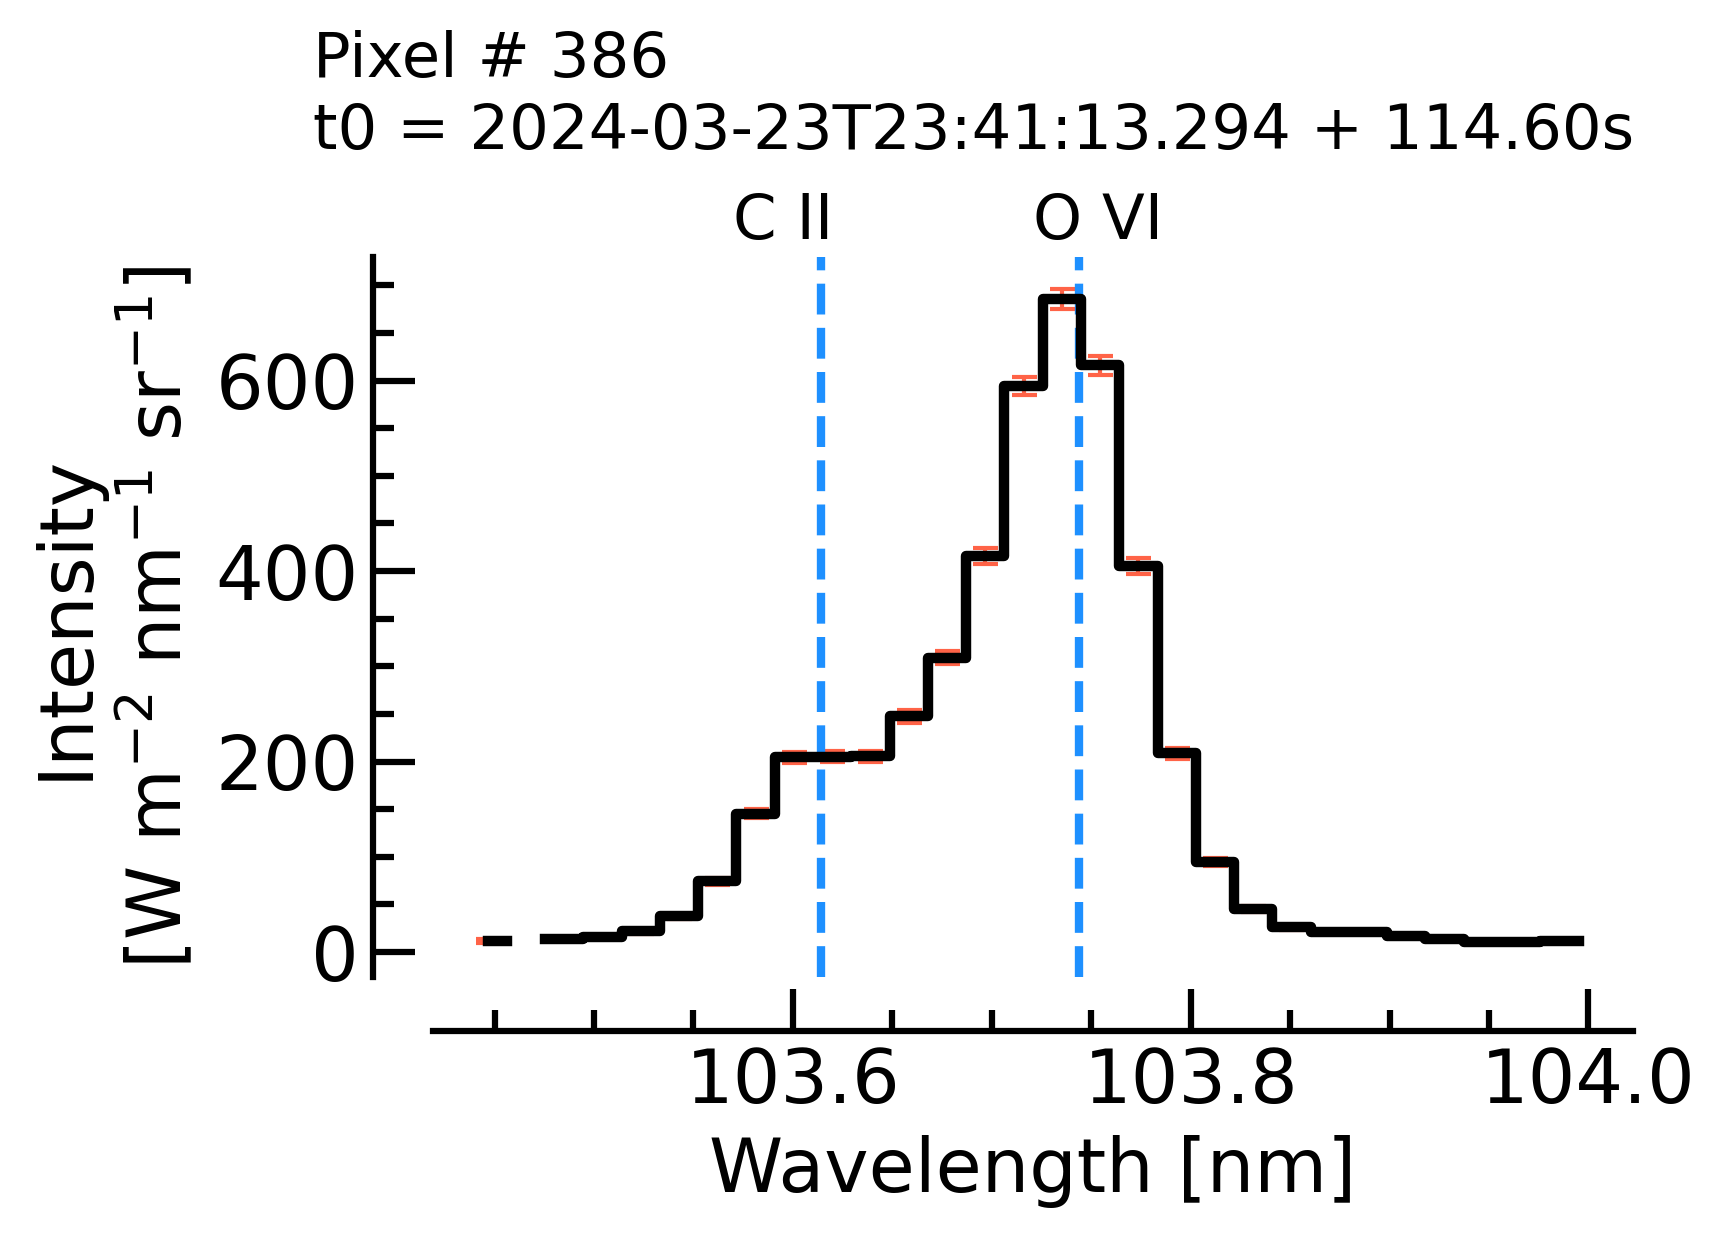 Pixel # 386
t0 = 2024-03-23T23:41:13.294 + 114.60s
C II O VI
Intensity
[W m⁻² nm⁻¹ sr⁻¹]
600
400
200
0
103.6 103.8 104.0
Wavelength [nm]